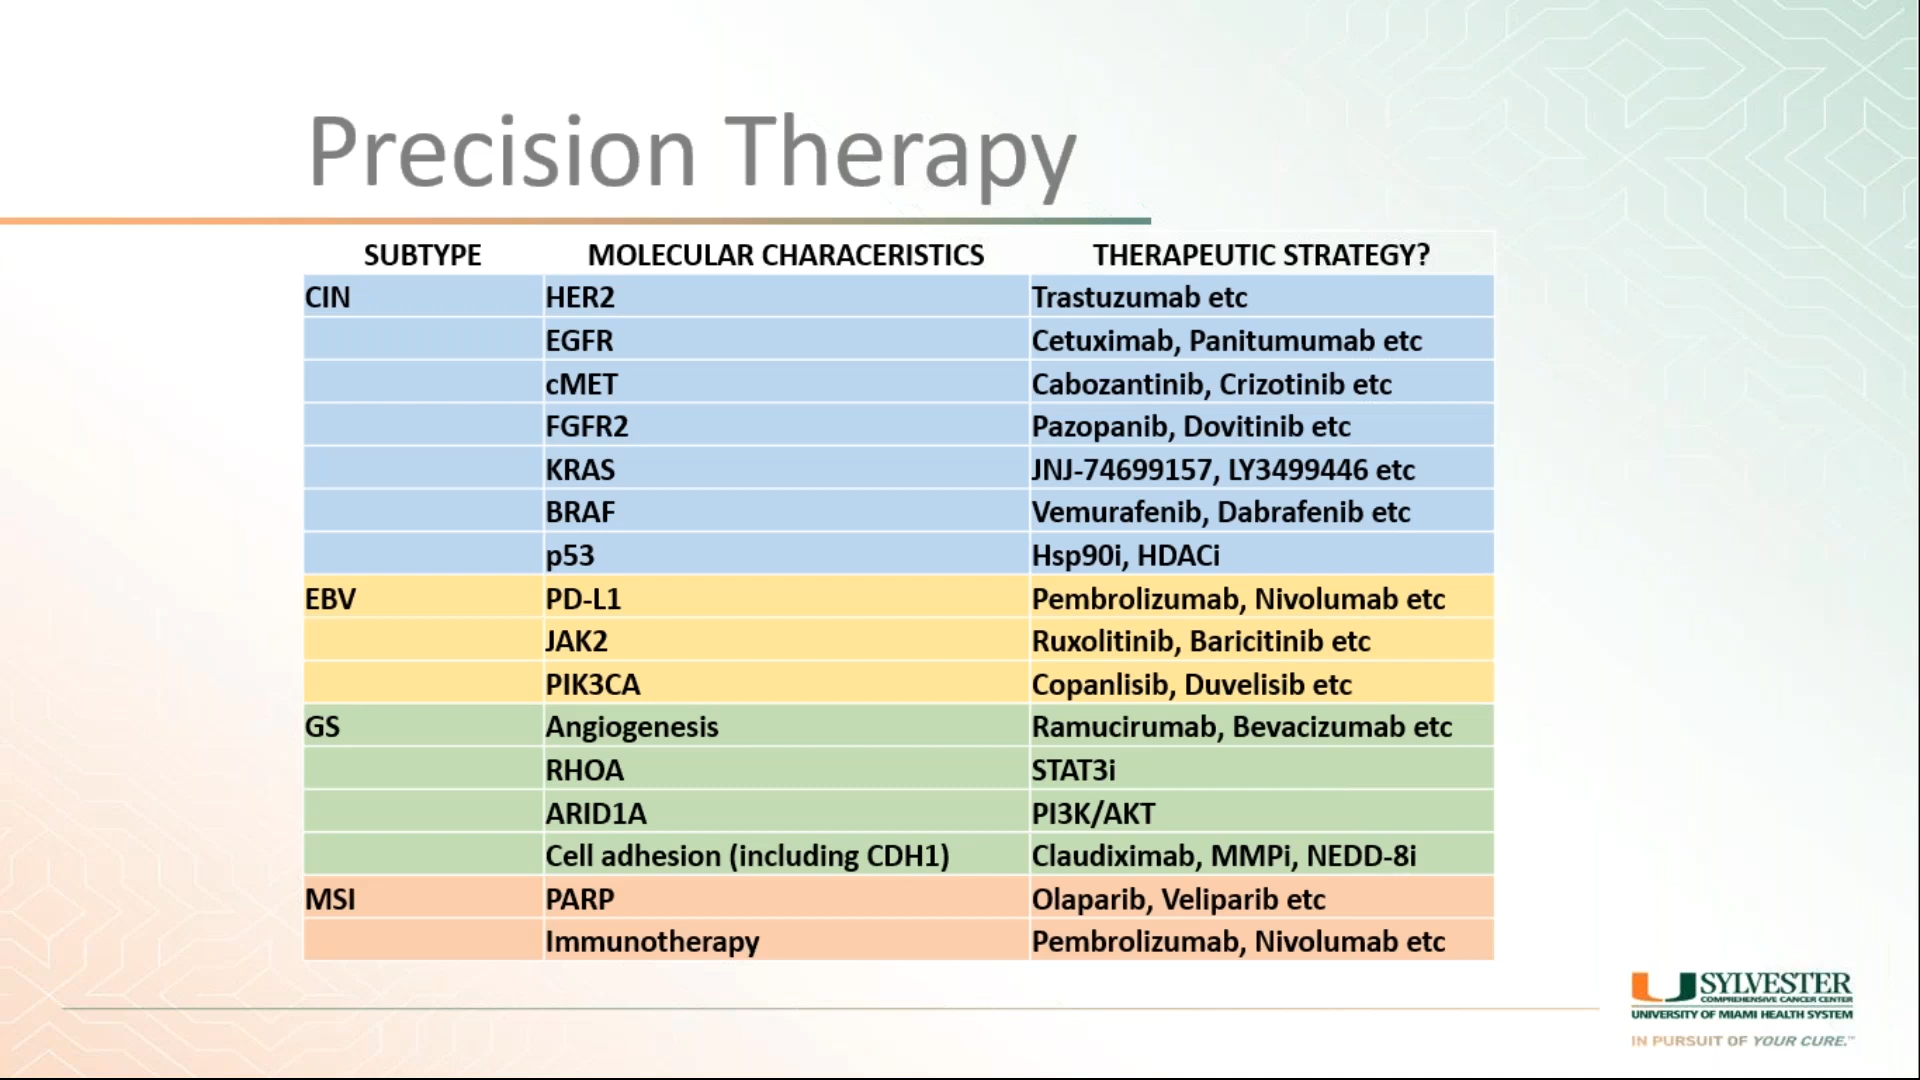 Precision Therapy
SUBTYPE MOLECULAR CHARACERISTICS THERAPEUTIC STRATEGY?
CIN HER2 Trastuzumab etc
EGFR Cetuximab, Panitumumab etc
cMET Cabozantinib, Crizotinib etc
FGFR2 Pazopanib, Dovitinib etc
KRAS JNJ-74699157, LY3499446 etc
BRAF Vemurafenib, Dabrafenib etc
p53 Hsp90i, HDACi
EBV PD-L1 Pembrolizumab, Nivolumab etc
JAK2 Ruxolitinib, Baricitinib etc
PIK3CA Copanlisib, Duvelisib etc
GS Angiogenesis Ramucirumab, Bevacizumab etc
RHOA STAT3i
ARID1A PI3K/AKT
Cell adhesion (including CDH1) Claudiximab, MMPi, NEDD-8i
MSI PARP Olaparib, Veliparib etc
Immunotherapy Pembrolizumab, Nivolumab etc
SYLVESTER
COMPREHENSIVE CANCER CENTER
UNIVERSITY OF MIAMI HEALTH SYSTEM
IN PURSUIT OF YOUR CURE.™